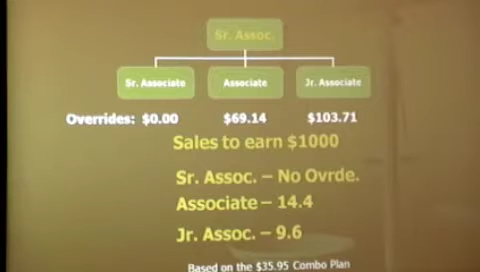 Sr. Assoc.
Sr. Associate Associate Jr. Associate
Overrides: $0.00 $69.14 $103.71
Sales to earn $1000
Sr. Assoc. – No Ovrde.
Associate – 14.4
Jr. Assoc. – 9.6
Based on the $35.95 Combo Plan